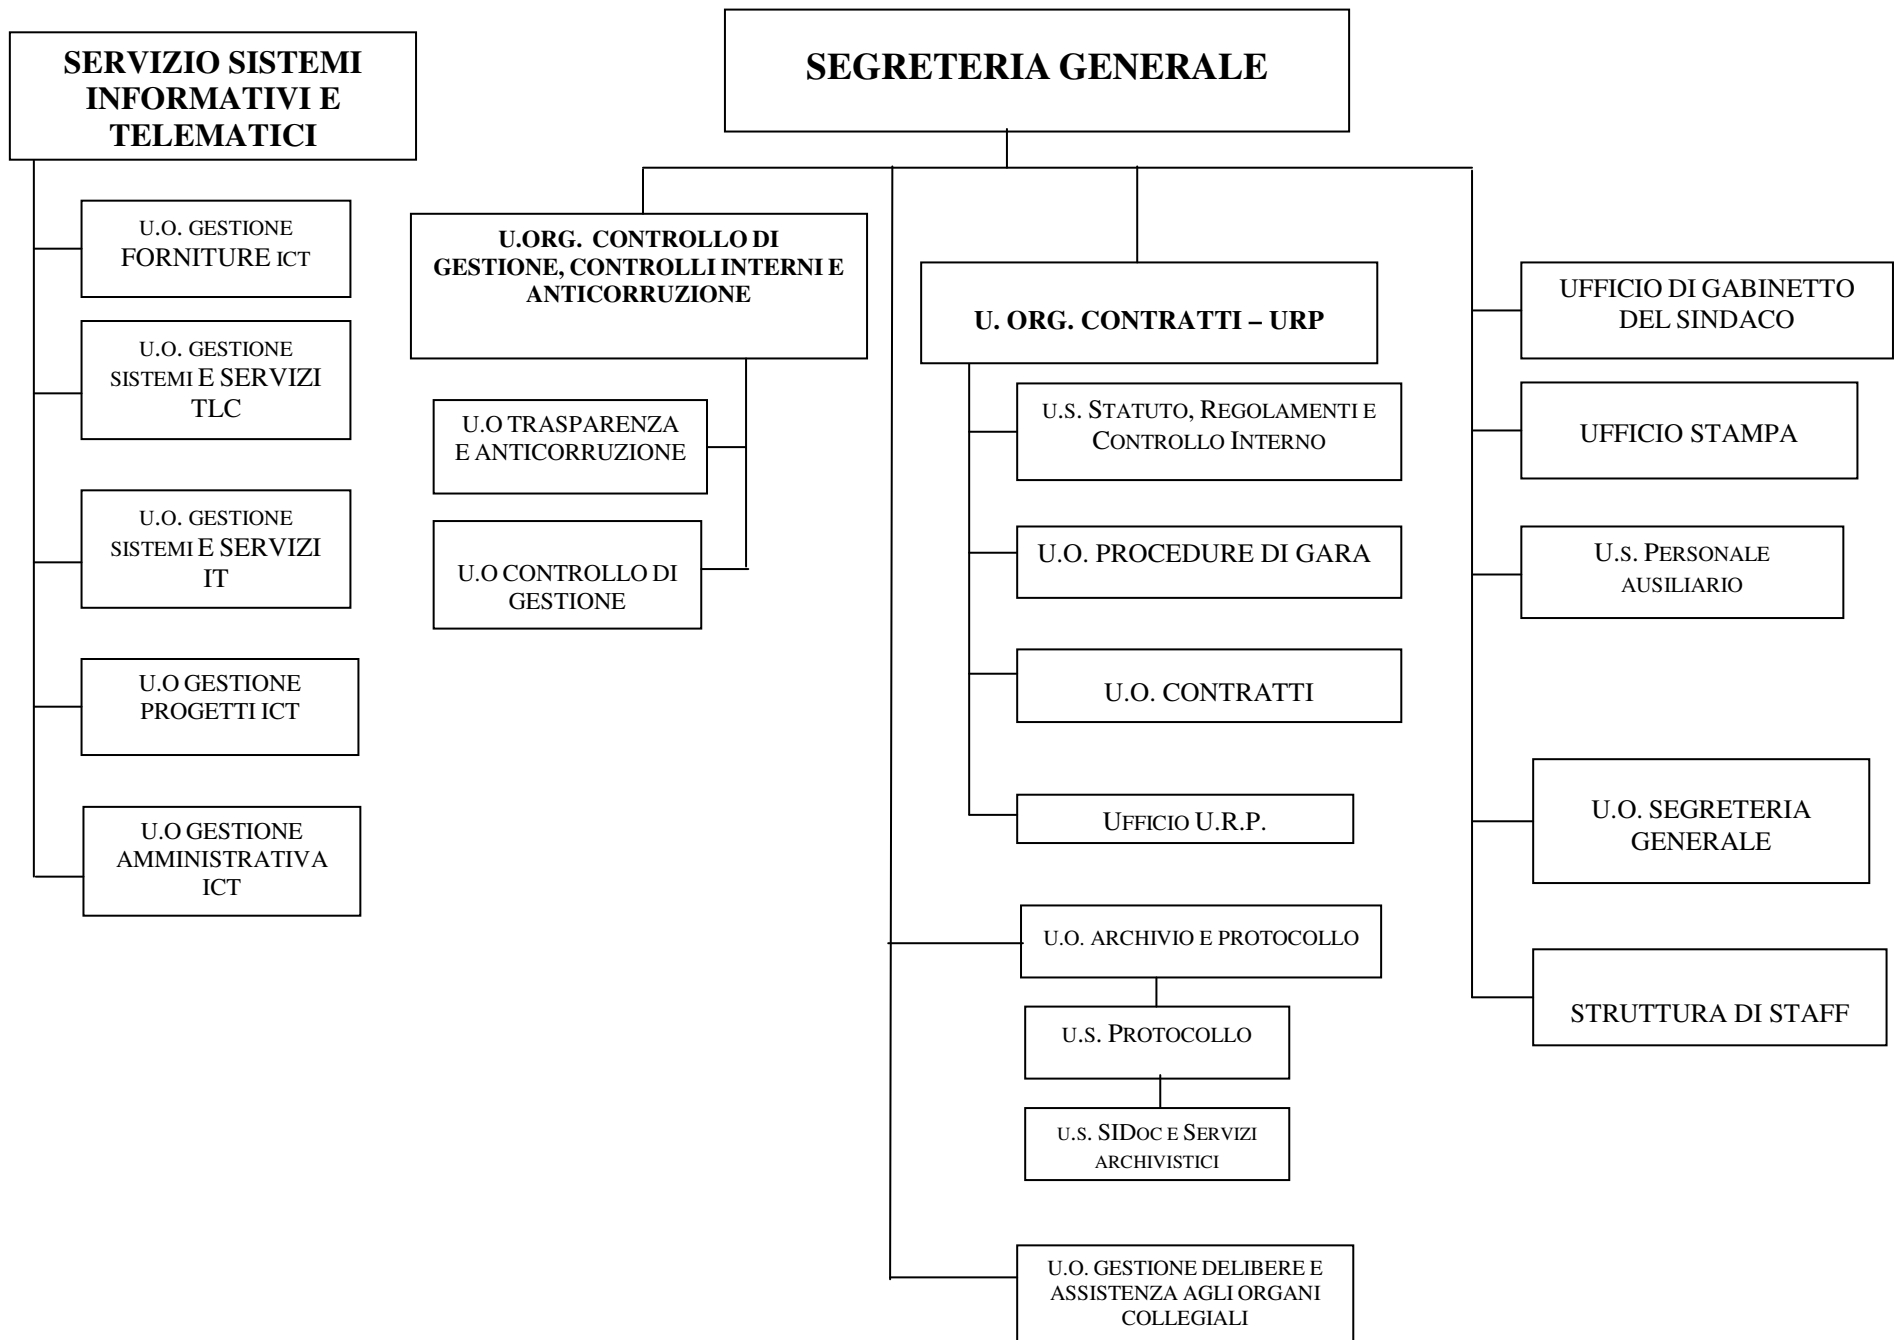 SERVIZIO SISTEMI
INFORMATIVI E
TELEMATICI
U.O. GESTIONE
FORNITURE ICT
U.O. GESTIONE
SISTEMI E SERVIZI
TLC
U.O. GESTIONE
SISTEMI E SERVIZI
IT
U.O GESTIONE
PROGETTI ICT
U.O GESTIONE
AMMINISTRATIVA
ICT
SEGRETERIA GENERALE
U.ORG. CONTROLLO DI
GESTIONE, CONTROLLI INTERNI E
ANTICORRUZIONE
U.O TRASPARENZA
E ANTICORRUZIONE
U.O CONTROLLO DI
GESTIONE
U. ORG. CONTRATTI – URP
U.S. STATUTO, REGOLAMENTI E
CONTROLLO INTERNO
U.O. PROCEDURE DI GARA
U.O. CONTRATTI
UFFICIO U.R.P.
U.O. ARCHIVIO E PROTOCOLLO
U.S. PROTOCOLLO
U.S. SIDOC E SERVIZI
ARCHIVISTICI
U.O. GESTIONE DELIBERE E
ASSISTENZA AGLI ORGANI
COLLEGIALI
UFFICIO DI GABINETTO
DEL SINDACO
UFFICIO STAMPA
U.S. PERSONALE
AUSILIARIO
U.O. SEGRETERIA
GENERALE
STRUTTURA DI STAFF